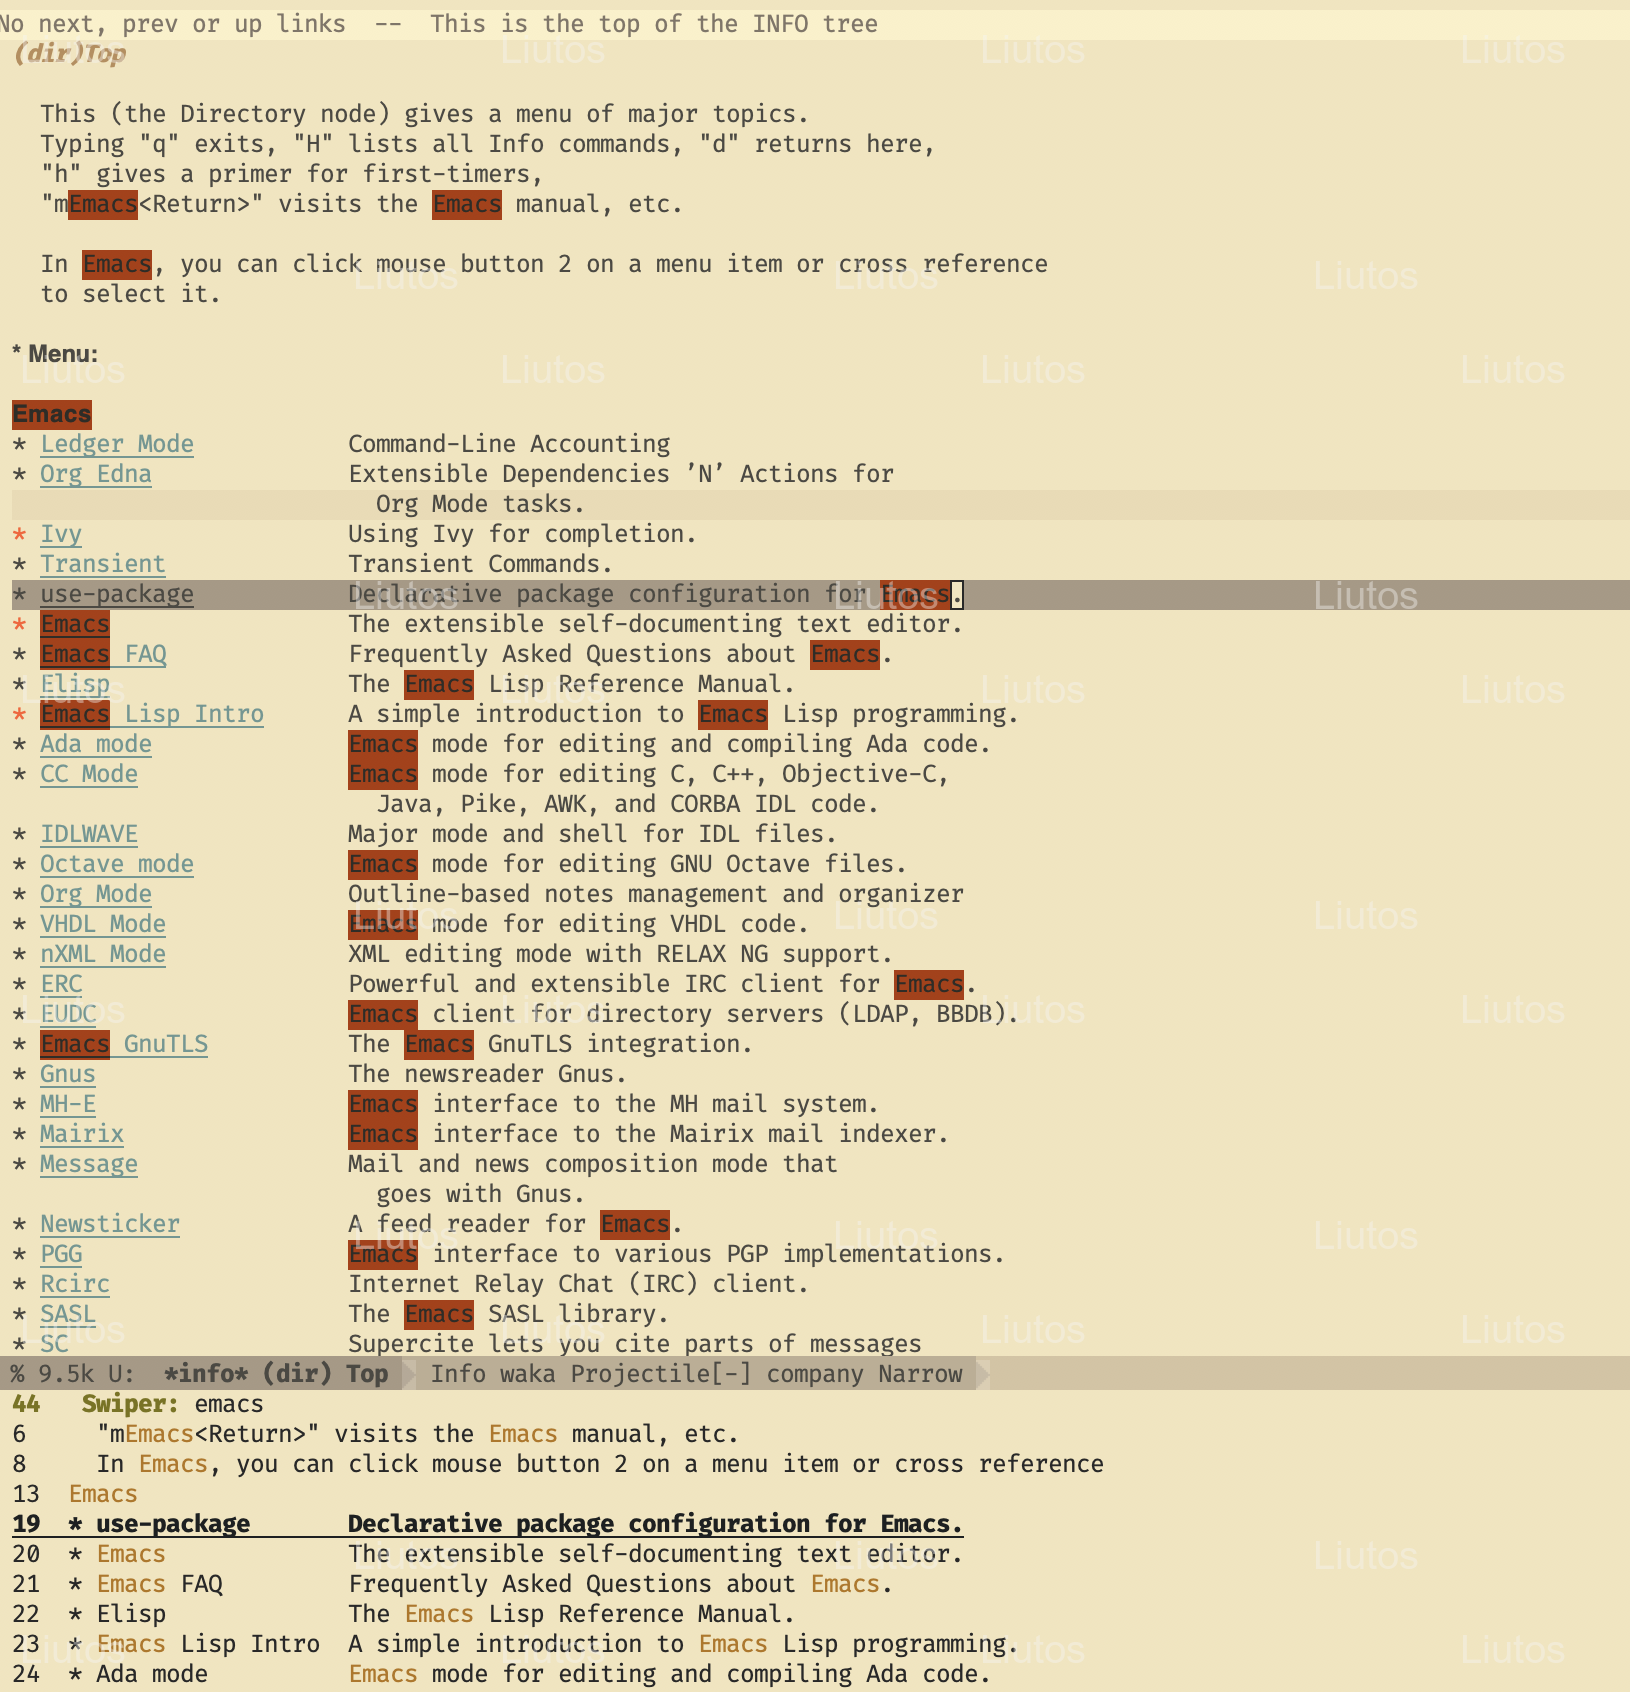 No next, prev or up links  --  This is the top of the INFO tree
(dir)Top
This (the Directory node) gives a menu of major topics.
Typing "q" exits, "H" lists all Info commands, "d" returns here,
"h" gives a primer for first-timers,
"mEmacs<Return>" visits the Emacs manual, etc.
In Emacs, you can click mouse button 2 on a menu item or cross reference
to select it.
* Menu:
Emacs
* Ledger Mode           Command-Line Accounting
* Org Edna              Extensible Dependencies ’N’ Actions for
Org Mode tasks.
* Ivy                   Using Ivy for completion.
* Transient             Transient Commands.
* use-package           Declarative package configuration for Emacs.
* Emacs                 The extensible self-documenting text editor.
* Emacs FAQ             Frequently Asked Questions about Emacs.
* Elisp                 The Emacs Lisp Reference Manual.
* Emacs Lisp Intro      A simple introduction to Emacs Lisp programming.
* Ada mode              Emacs mode for editing and compiling Ada code.
* CC Mode               Emacs mode for editing C, C++, Objective-C,
Java, Pike, AWK, and CORBA IDL code.
* IDLWAVE               Major mode and shell for IDL files.
* Octave mode           Emacs mode for editing GNU Octave files.
* Org Mode              Outline-based notes management and organizer
* VHDL Mode             Emacs mode for editing VHDL code.
* nXML Mode             XML editing mode with RELAX NG support.
* ERC                   Powerful and extensible IRC client for Emacs.
* EUDC                  Emacs client for directory servers (LDAP, BBDB).
* Emacs GnuTLS          The Emacs GnuTLS integration.
* Gnus                  The newsreader Gnus.
* MH-E                  Emacs interface to the MH mail system.
* Mairix                Emacs interface to the Mairix mail indexer.
* Message               Mail and news composition mode that
goes with Gnus.
* Newsticker            A feed reader for Emacs.
* PGG                   Emacs interface to various PGP implementations.
* Rcirc                 Internet Relay Chat (IRC) client.
* SASL                  The Emacs SASL library.
* SC                    Supercite lets you cite parts of messages
% 9.5k U:  *info* (dir) Top  Info waka Projectile[-] company Narrow
44   Swiper: emacs
6     "mEmacs<Return>" visits the Emacs manual, etc.
8     In Emacs, you can click mouse button 2 on a menu item or cross reference
13  Emacs
19  * use-package       Declarative package configuration for Emacs.
20  * Emacs             The extensible self-documenting text editor.
21  * Emacs FAQ         Frequently Asked Questions about Emacs.
22  * Elisp             The Emacs Lisp Reference Manual.
23  * Emacs Lisp Intro  A simple introduction to Emacs Lisp programming.
24  * Ada mode          Emacs mode for editing and compiling Ada code.
Liutos